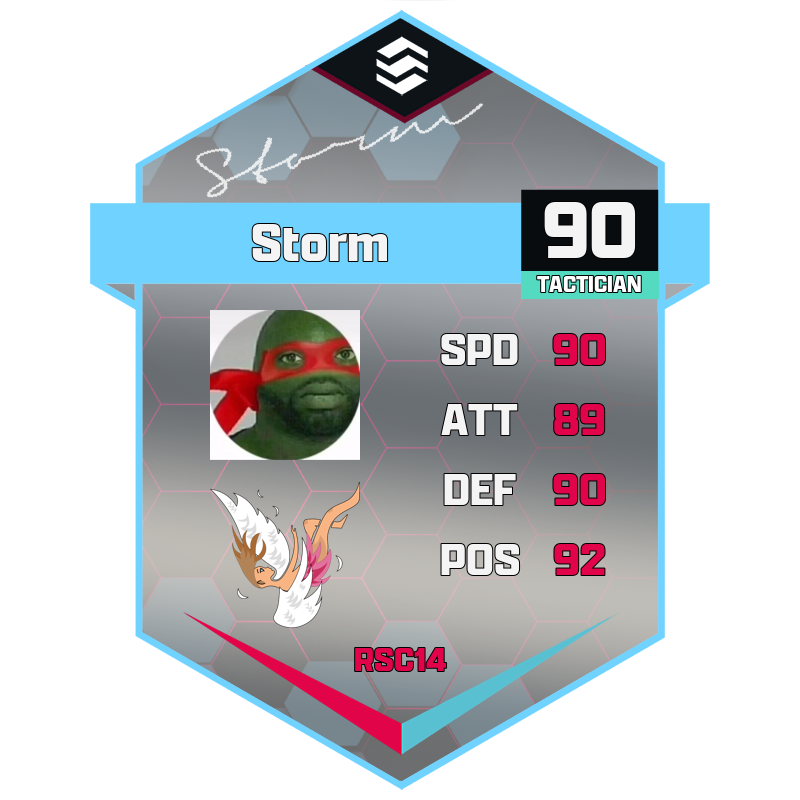 Storm
Storm 90
TACTICIAN
SPD 90
ATT 89
DEF 90
POS 92
RSC14